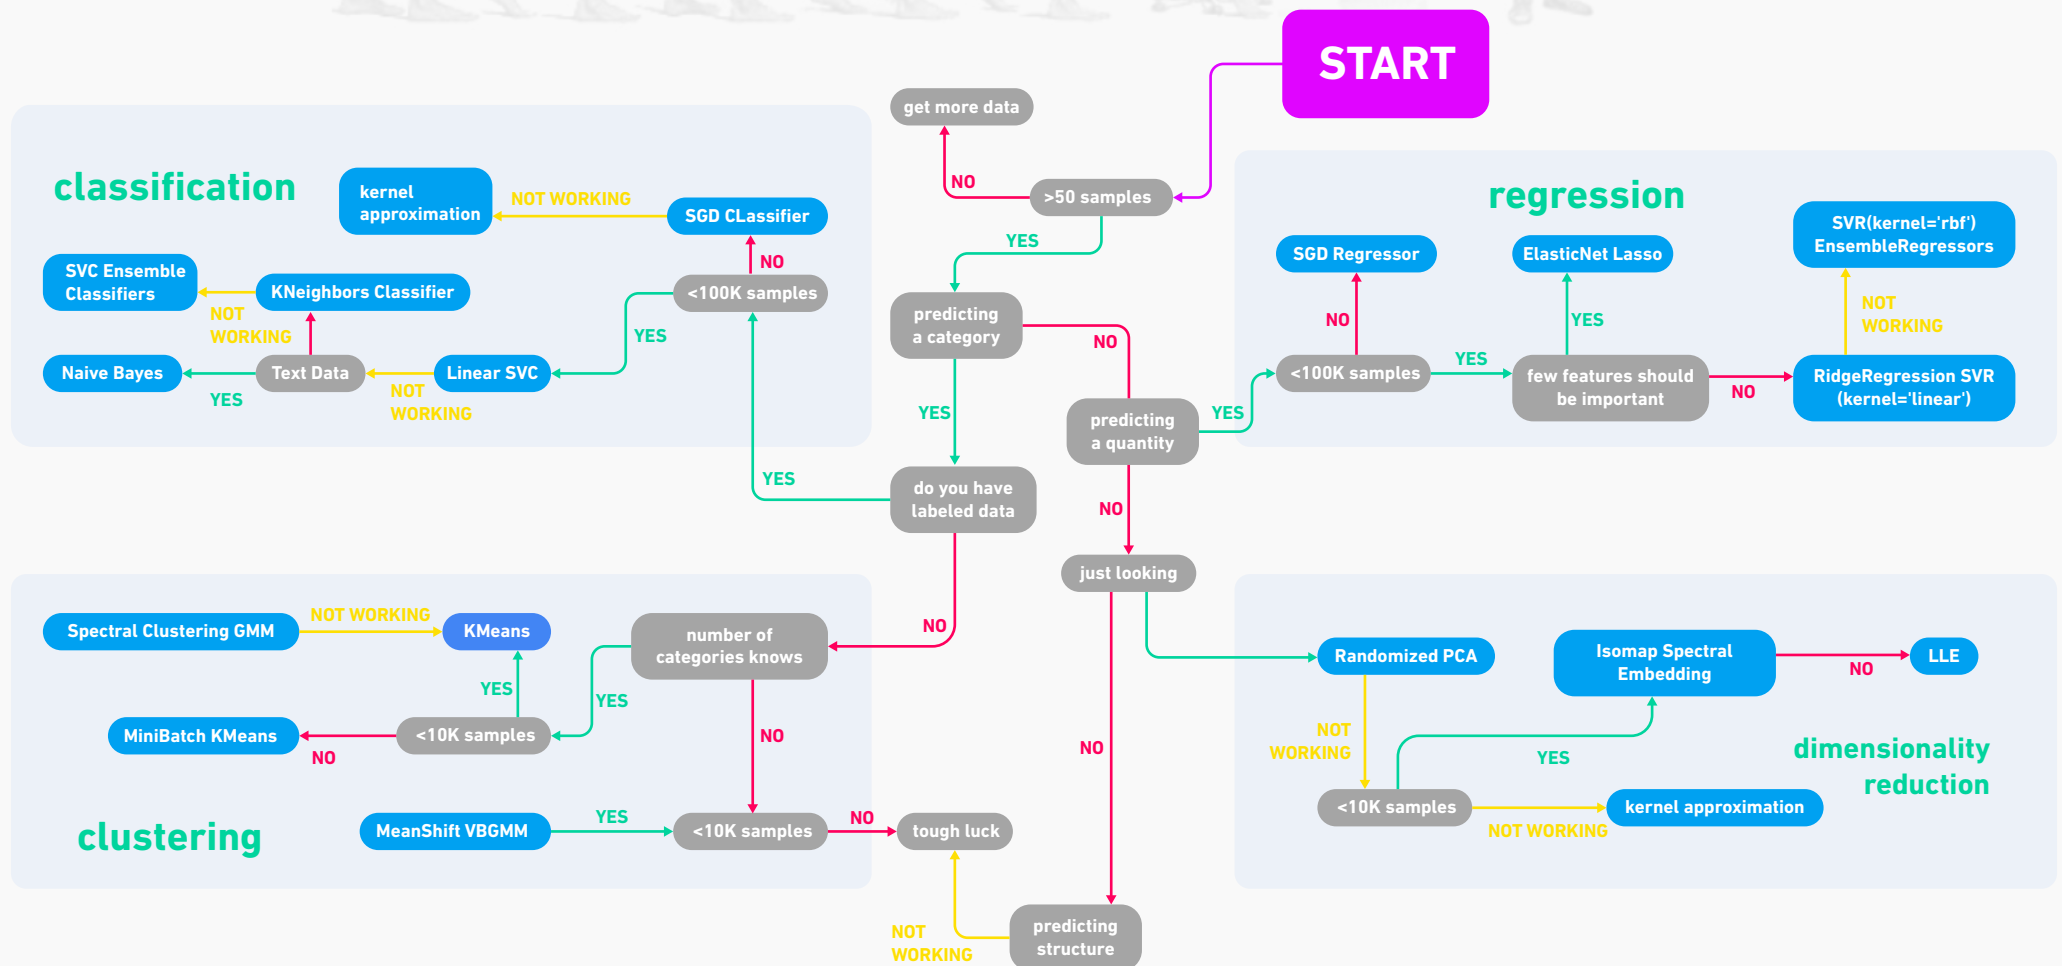 START
get more data
NO
>50 samples
YES
predicting
a category
NO
YES
predicting
a quantity
YES
NO
do you have
labeled data
YES
NO
just looking
NO
classification
kernel
approximation
NOT WORKING
SGD CLassifier
NO
<100K samples
YES
SVC Ensemble
Classifiers
KNeighbors Classifier
NOT
WORKING
Naive Bayes
YES
Text Data
NOT
WORKING
Linear SVC
regression
SGD Regressor
NO
<100K samples
YES
ElasticNet Lasso
YES
few features should
be important
NO
SVR(kernel='rbf')
EnsembleRegressors
NOT
WORKING
RidgeRegression SVR
(kernel='linear')
Spectral Clustering GMM
NOT WORKING
KMeans
number of
categories knows
YES
YES
MiniBatch KMeans
NO
<10K samples
NO
clustering
MeanShift VBGMM
YES
<10K samples
NO
tough luck
NOT
WORKING
predicting
structure
Randomized PCA
Isomap Spectral
Embedding
NO
LLE
NOT
WORKING
YES
dimensionality
reduction
<10K samples
NOT WORKING
kernel approximation